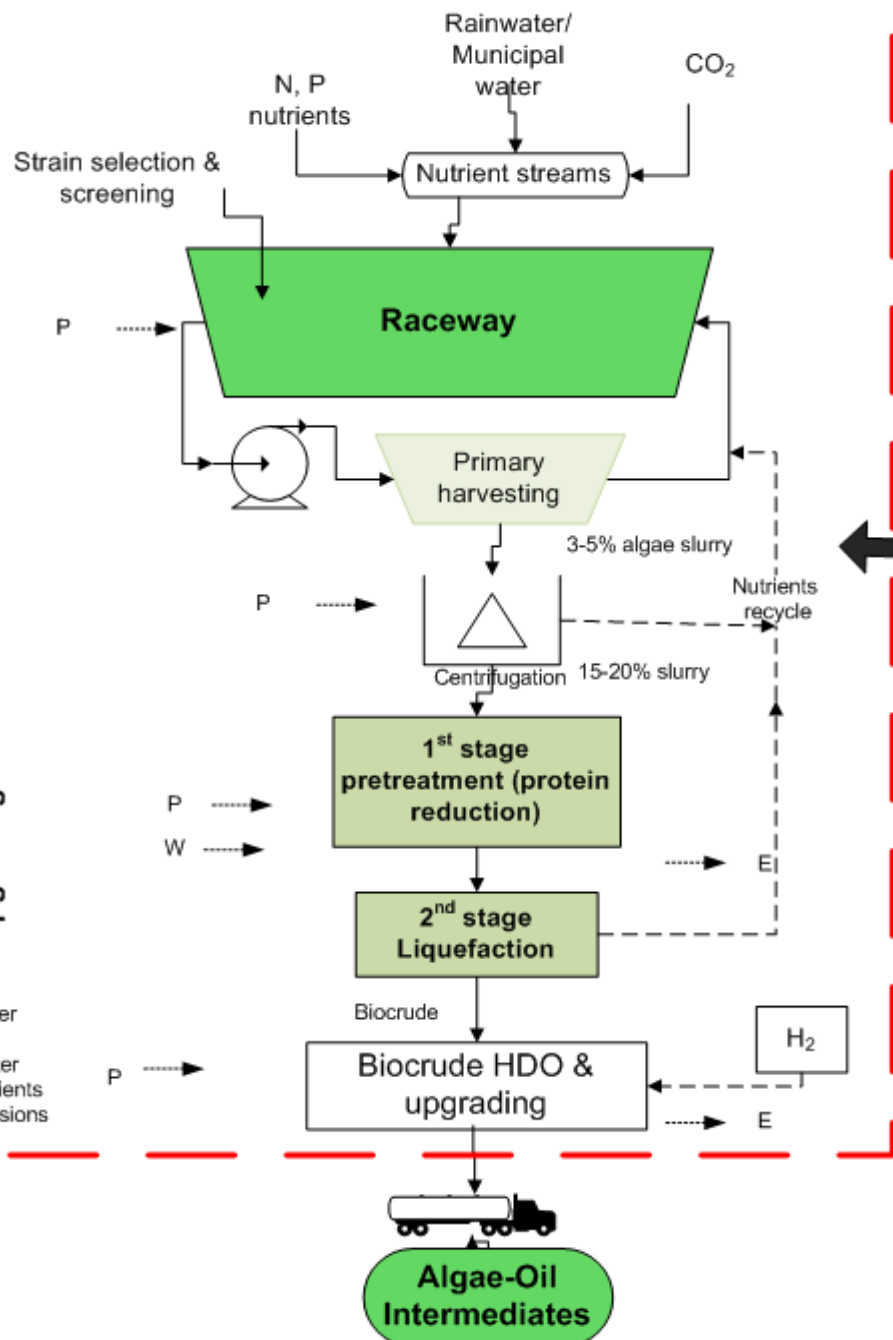 Rainwater/
Municipal
water
CO2
N, P
nutrients
Strain selection &
screening
Nutrient streams
Raceway
P
Primary
harvesting
3-5% algae slurry
Nutrients
recycle
P
Centrifugation
15-20% slurry
1st stage
pretreatment (protein
reduction)
P
W
E
2nd stage
Liquefaction
Biocrude
H2
Biocrude HDO &
upgrading
P
E
Algae-Oil
Intermediates